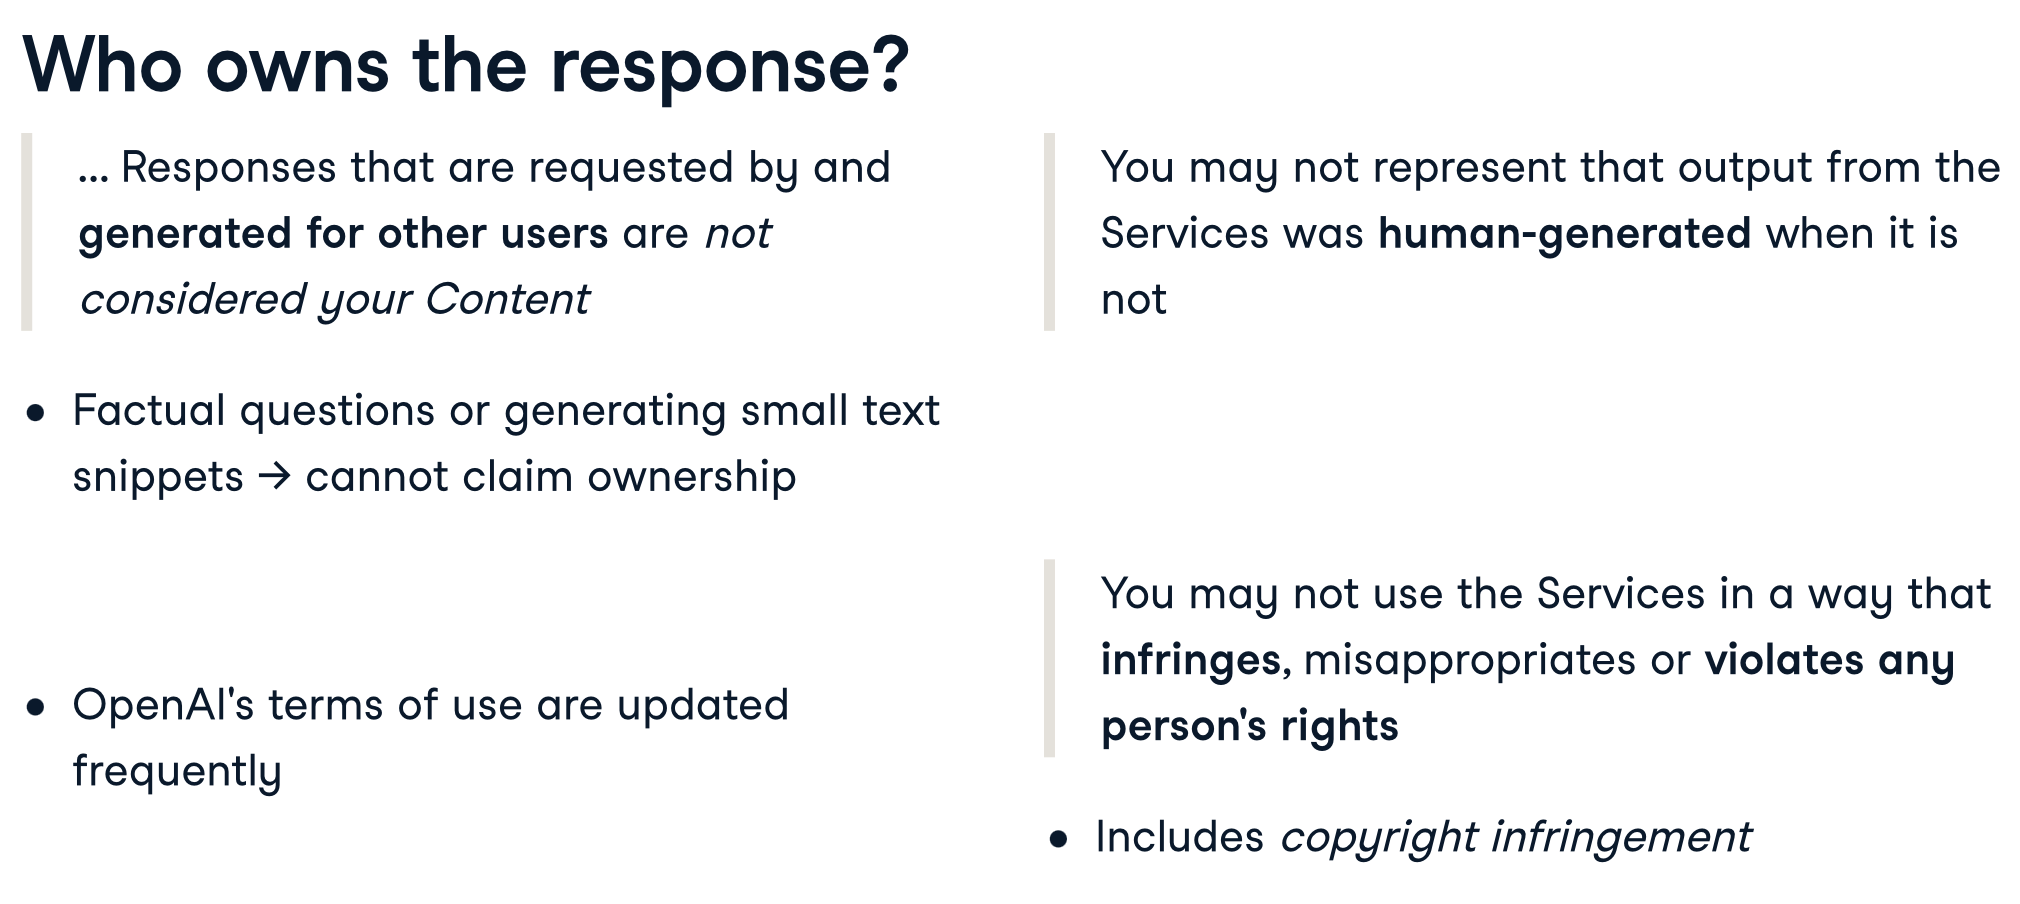 Who owns the response?
... Responses that are requested by and
generated for other users are not
considered your Content
● Factual questions or generating small text
snippets → cannot claim ownership
● OpenAI's terms of use are updated
frequently
You may not represent that output from the
Services was human-generated when it is
not
You may not use the Services in a way that
infringes, misappropriates or violates any
person's rights
● Includes copyright infringement